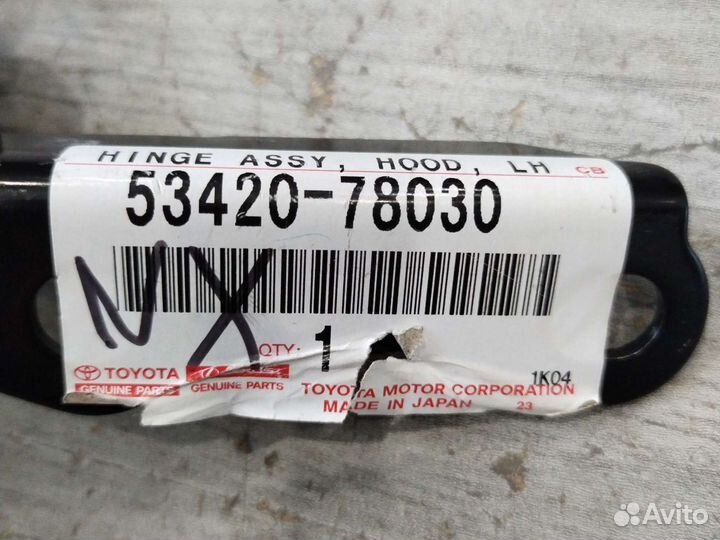 HINGE ASSY, HOOD, LH CB
53420-78030
NX
QTY: 1
TOYOTA
GENUINE PARTS GENUINE PARTS
1K04
TOYOTA MOTOR CORPORATION
MADE IN JAPAN 23
Avito